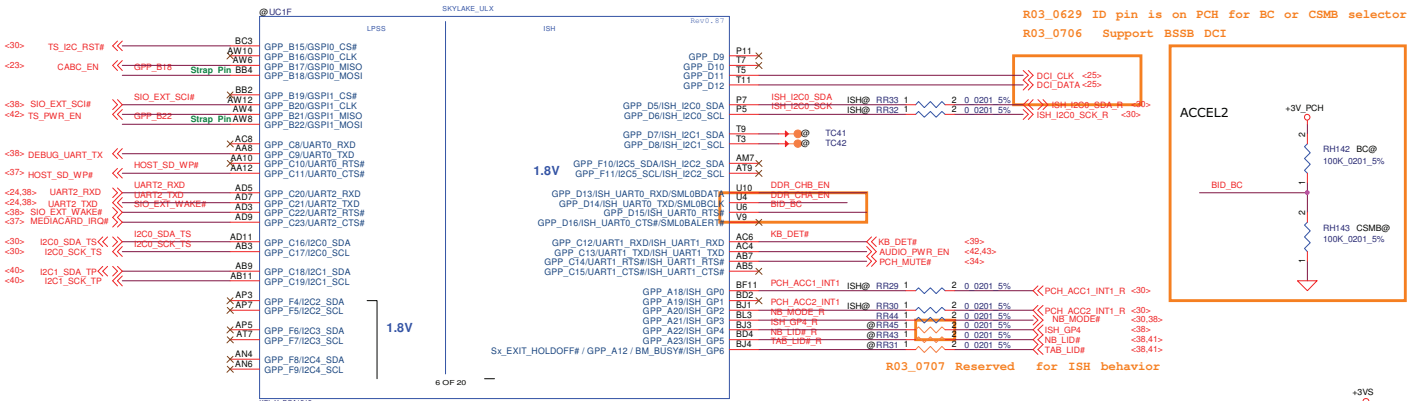 @UC1F
SKYLAKE_ULX
Rev0.87
LPSS
ISH
R03_0629 ID pin is on PCH for BC or CSMB selector
R03_0706 Support BSSB DCI
<30> TS_I2C_RST# BC3 GPP_B15/GSPI0_CS#
AW10 GPP_B16/GSPI0_CLK
<23> CABC_EN GPP_B18 AW6 GPP_B17/GSPI0_MISO
Strap Pin BB4 GPP_B18/GSPI0_MOSI
BB2 GPP_B19/GSPI1_CS#
<38> SIO_EXT_SCI# SIO_EXT_SCI# AW12 GPP_B20/GSPI1_CLK
<42> TS_PWR_EN GPP_B22 AW4 GPP_B21/GSPI1_MISO
Strap Pin AW8 GPP_B22/GSPI1_MOSI
AC8 GPP_C8/UART0_RXD
<38> DEBUG_UART_TX AA8 GPP_C9/UART0_TXD
AA10 GPP_C10/UART0_RTS#
<37> HOST_SD_WP# HOST_SD_WP# AA12 GPP_C11/UART0_CTS#
<24,38> UART2_RXD UART2_RXD AD5 GPP_C20/UART2_RXD
<24,38> UART2_TXD UART2_TXD AD7 GPP_C21/UART2_TXD
<38> SIO_EXT_WAKE# SIO_EXT_WAKE# AD3 GPP_C22/UART2_RTS#
<37> MEDIACARD_IRQ# AD9 GPP_C23/UART2_CTS#
<30> I2C0_SDA_TS I2C0_SDA_TS AD11 GPP_C16/I2C0_SDA
<30> I2C0_SCK_TS I2C0_SCK_TS AB3 GPP_C17/I2C0_SCL
<40> I2C1_SDA_TP AB9 GPP_C18/I2C1_SDA
<40> I2C1_SCK_TP AB11 GPP_C19/I2C1_SCL
AP3 GPP_F4/I2C2_SDA
AP7 GPP_F5/I2C2_SCL
AP5 GPP_F6/I2C3_SDA
AT7 GPP_F7/I2C3_SCL
AN4 GPP_F8/I2C4_SDA
AN6 GPP_F9/I2C4_SCL
1.8V
6 OF 20
1.8V
GPP_D9 P11
GPP_D10 T7
GPP_D11 T5 DCI_CLK <25>
GPP_D12 T11 DCI_DATA <25>
GPP_D5/ISH_I2C0_SDA P7 ISH_I2C0_SDA ISH@ RR33 1 2 0_0201_5% ISH_I2C0_SDA_R <30>
GPP_D6/ISH_I2C0_SCL P5 ISH_I2C0_SCK ISH@ RR32 1 2 0_0201_5% ISH_I2C0_SCK_R <30>
GPP_D7/ISH_I2C1_SDA T9 @ TC41
GPP_D8/ISH_I2C1_SCL T3 @ TC42
GPP_F10/I2C5_SDA/ISH_I2C2_SDA AM7
GPP_F11/I2C5_SCL/ISH_I2C2_SCL AT9
GPP_D13/ISH_UART0_RXD/SML0BDATA U10 DDR_CHB_EN
GPP_D14/ISH_UART0_TXD/SML0BCLK U4 DDR_CHA_EN
GPP_D15/ISH_UART0_RTS# U6 BID_BC
GPP_D16/ISH_UART0_CTS#/SML0BALERT# V9
GPP_C12/UART1_RXD/ISH_UART1_RXD AC6 KB_DET# KB_DET# <39>
GPP_C13/UART1_TXD/ISH_UART1_TXD AC4 AUDIO_PWR_EN <42,43>
GPP_C14/UART1_RTS#/ISH_UART1_RTS# AB7 PCH_MUTE# <34>
GPP_C15/UART1_CTS#/ISH_UART1_CTS# AB5
GPP_A18/ISH_GP0 BF11 PCH_ACC1_INT1 ISH@ RR29 1 2 0_0201_5% PCH_ACC1_INT1_R <30>
GPP_A19/ISH_GP1 BD2
GPP_A20/ISH_GP2 BJ1 PCH_ACC2_INT1 ISH@ RR30 1 2 0_0201_5% PCH_ACC2_INT1_R <30>
GPP_A21/ISH_GP3 BL3 NB_MODE_R RR44 1 2 0_0201_5% NB_MODE# <30,38>
GPP_A22/ISH_GP4 BJ3 ISH_GP4_R @ RR45 1 2 0_0201_5% ISH_GP4 <38>
GPP_A23/ISH_GP5 BD4 NB_LID#_R @ RR43 1 2 0_0201_5% NB_LID# <38,41>
Sx_EXIT_HOLDOFF# / GPP_A12 / BM_BUSY#/ISH_GP6 BJ4 TAB_LID#_R @ RR31 1 2 0_0201_5% TAB_LID# <38,41>
R03_0707 Reserved for ISH behavior
ACCEL2
+3V_PCH
2
RH142 BC@
100K_0201_5%
1
BID_BC
2
RH143 CSMB@
100K_0201_5%
1
+3VS